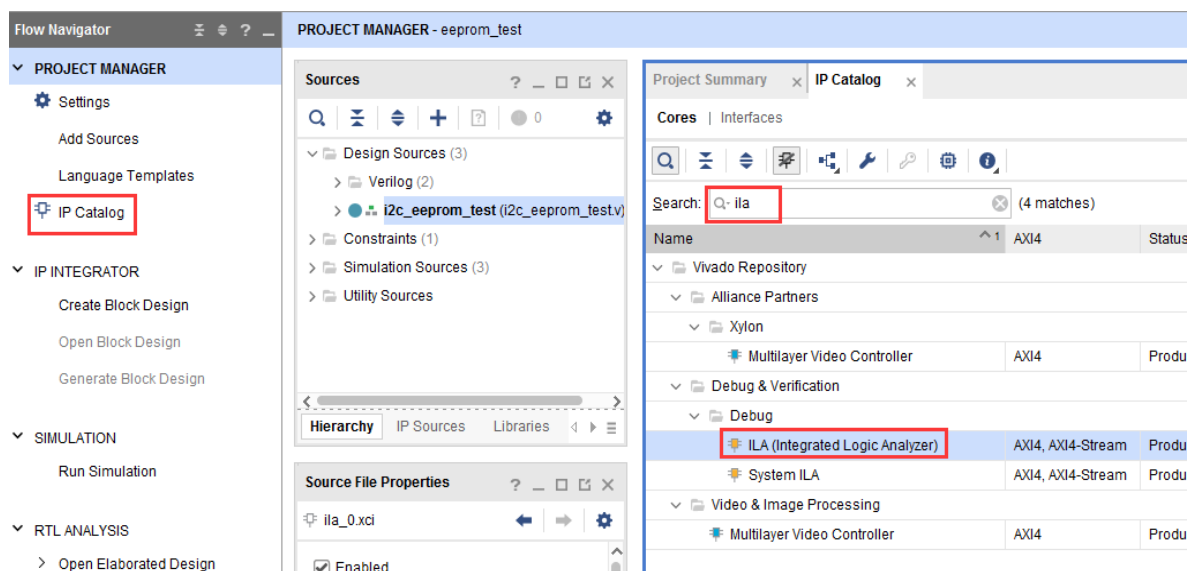 Flow Navigator
PROJECT MANAGER
Settings
Add Sources
Language Templates
IP Catalog
IP INTEGRATOR
Create Block Design
Open Block Design
Generate Block Design
SIMULATION
Run Simulation
RTL ANALYSIS
Open Elaborated Design
PROJECT MANAGER - eeprom_test
Sources
0
Design Sources (3)
Verilog (2)
i2c_eeprom_test (i2c_eeprom_test.v)
Constraints (1)
Simulation Sources (3)
Utility Sources
Hierarchy IP Sources Libraries
Source File Properties
ila_0.xci
Enabled
Project Summary IP Catalog
Cores | Interfaces
Search: ila (4 matches)
Name 1 AXI4 Status
Vivado Repository
Alliance Partners
Xylon
Multilayer Video Controller AXI4 Produ
Debug & Verification
Debug
ILA (Integrated Logic Analyzer) AXI4, AXI4-Stream Produ
System ILA AXI4, AXI4-Stream Produ
Video & Image Processing
Multilayer Video Controller AXI4 Produ